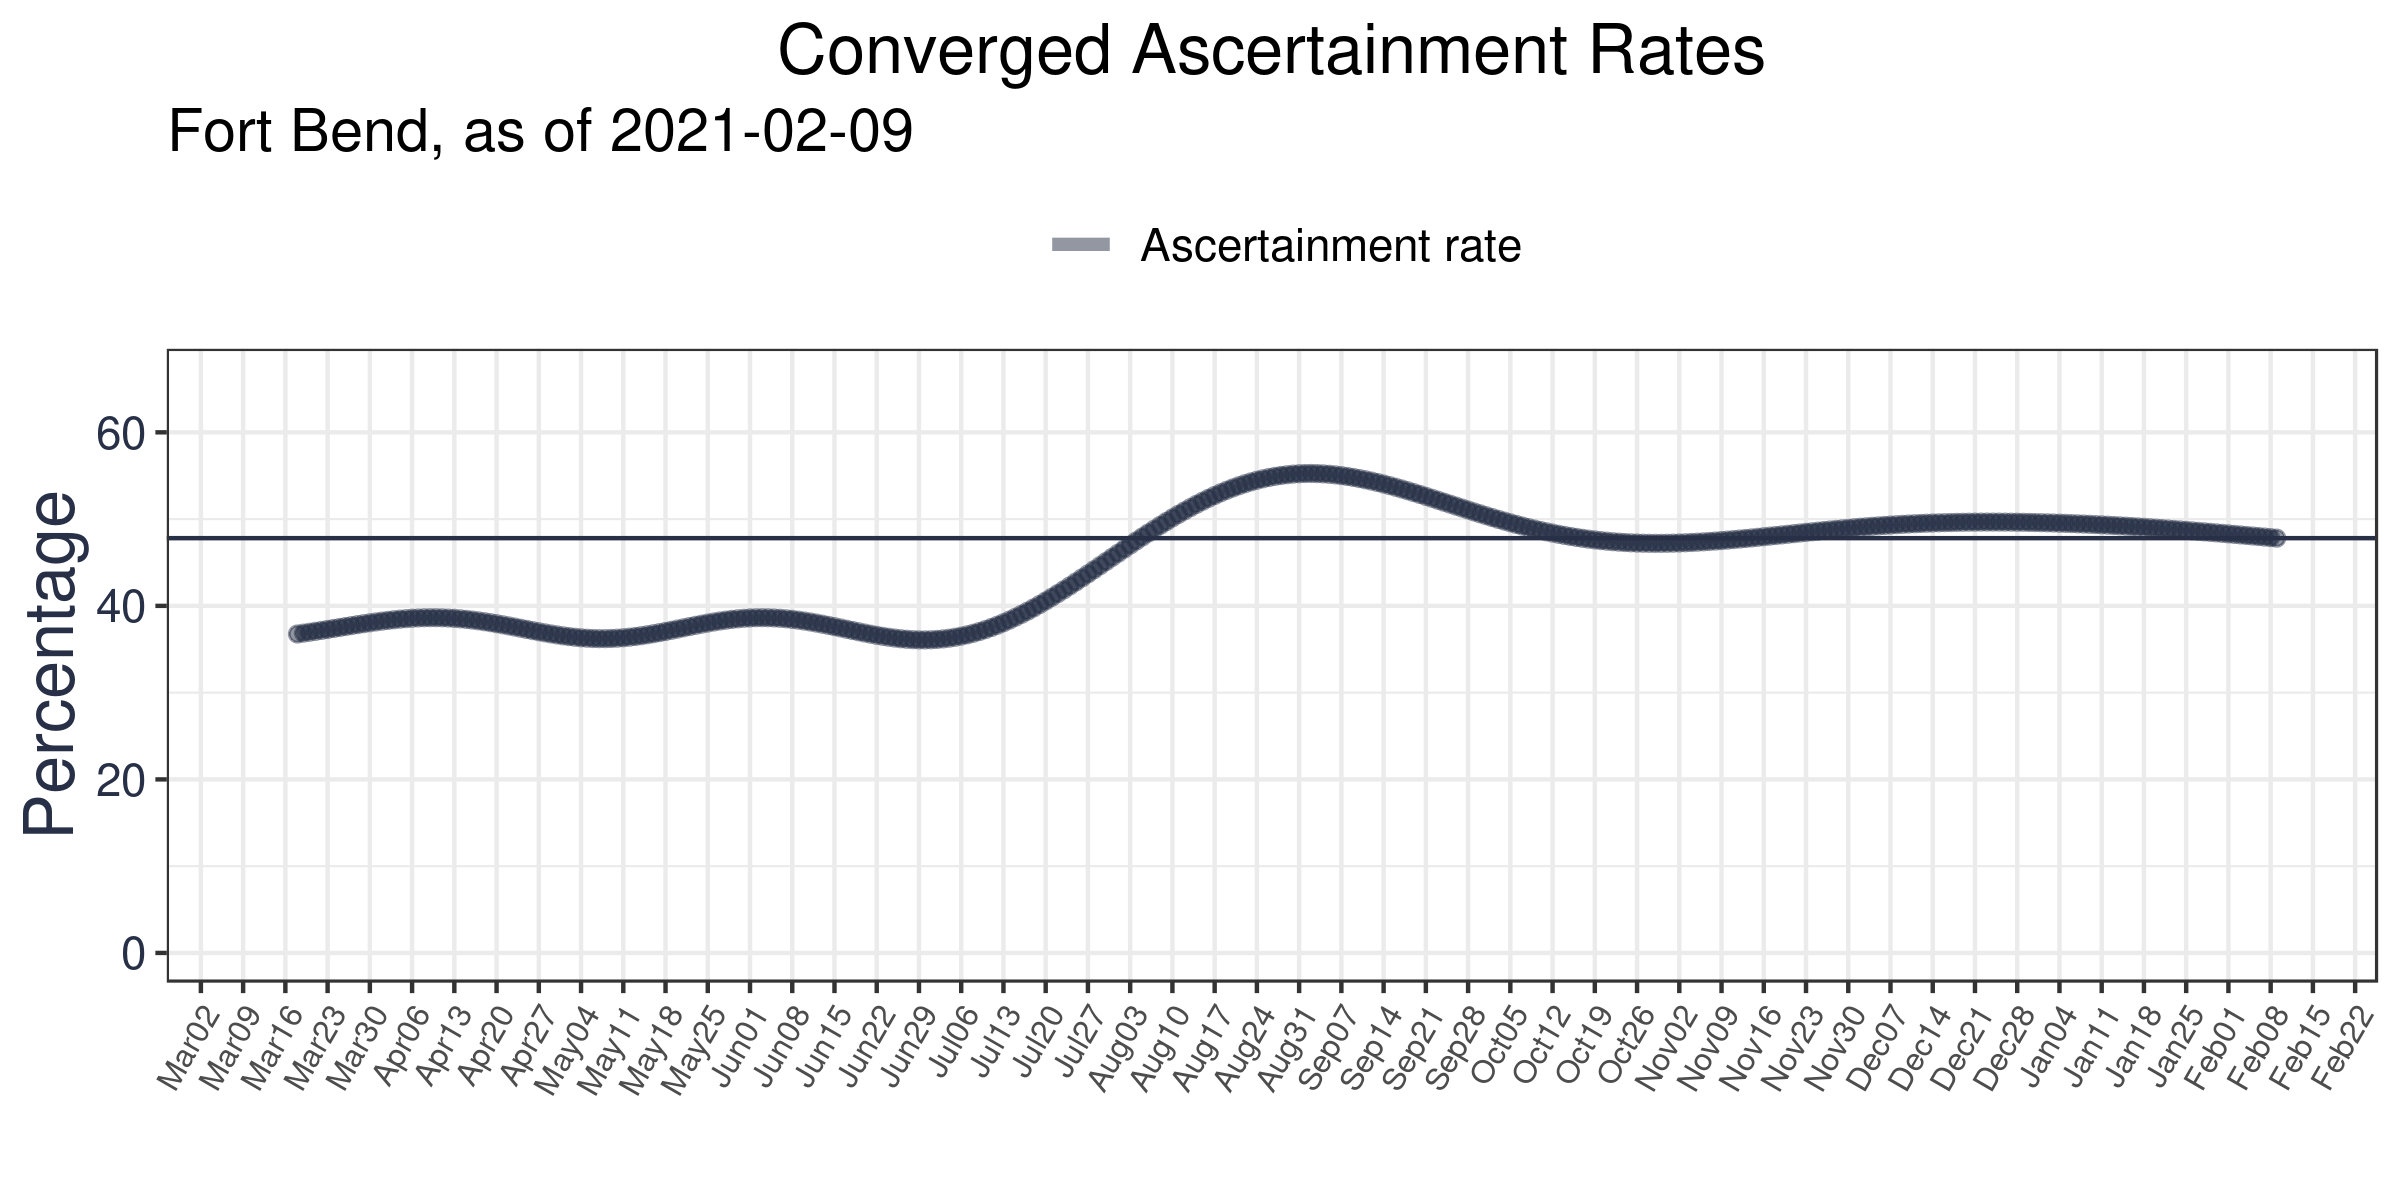 Converged Ascertainment Rates
Fort Bend, as of 2021-02-09
Ascertainment rate
Percentage
60
40
20
0
Mar02 Mar09 Mar16 Mar23 Mar30 Apr06 Apr13 Apr20 Apr27 May04 May11 May18 May25 Jun01 Jun08 Jun15 Jun22 Jun29 Jul06 Jul13 Jul20 Jul27 Aug03 Aug10 Aug17 Aug24 Aug31 Sep07 Sep14 Sep21 Sep28 Oct05 Oct12 Oct19 Oct26 Nov02 Nov09 Nov16 Nov23 Nov30 Dec07 Dec14 Dec21 Dec28 Jan04 Jan11 Jan18 Jan25 Feb01 Feb08 Feb15 Feb22